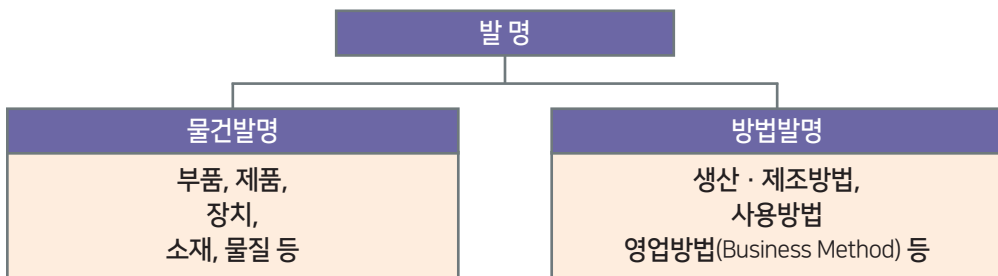 발 명
물건발명
부품, 제품,
장치,
소재, 물질 등
방법발명
생산 · 제조방법,
사용방법
영업방법(Business Method) 등